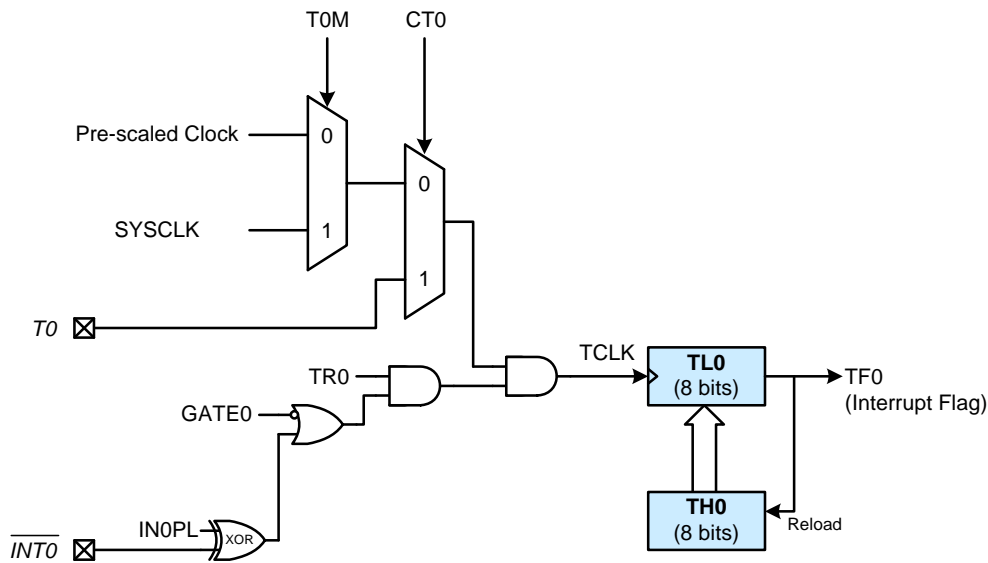 T0M CT0
Pre-scaled Clock 0
0
SYSCLK 1
1
T0
TCLK TL0
(8 bits)
TF0
(Interrupt Flag)
TR0
GATE0
TH0
(8 bits)
Reload
IN0PL XOR
INT0